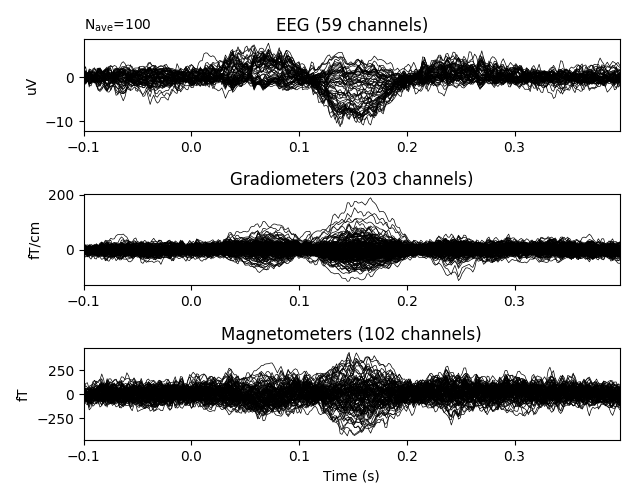 Nave=100
EEG (59 channels)
uV
0
−10
−0.1 0.0 0.1 0.2 0.3
Gradiometers (203 channels)
fT/cm
200
0
−0.1 0.0 0.1 0.2 0.3
Magnetometers (102 channels)
fT
250
0
−250
−0.1 0.0 0.1 0.2 0.3
Time (s)